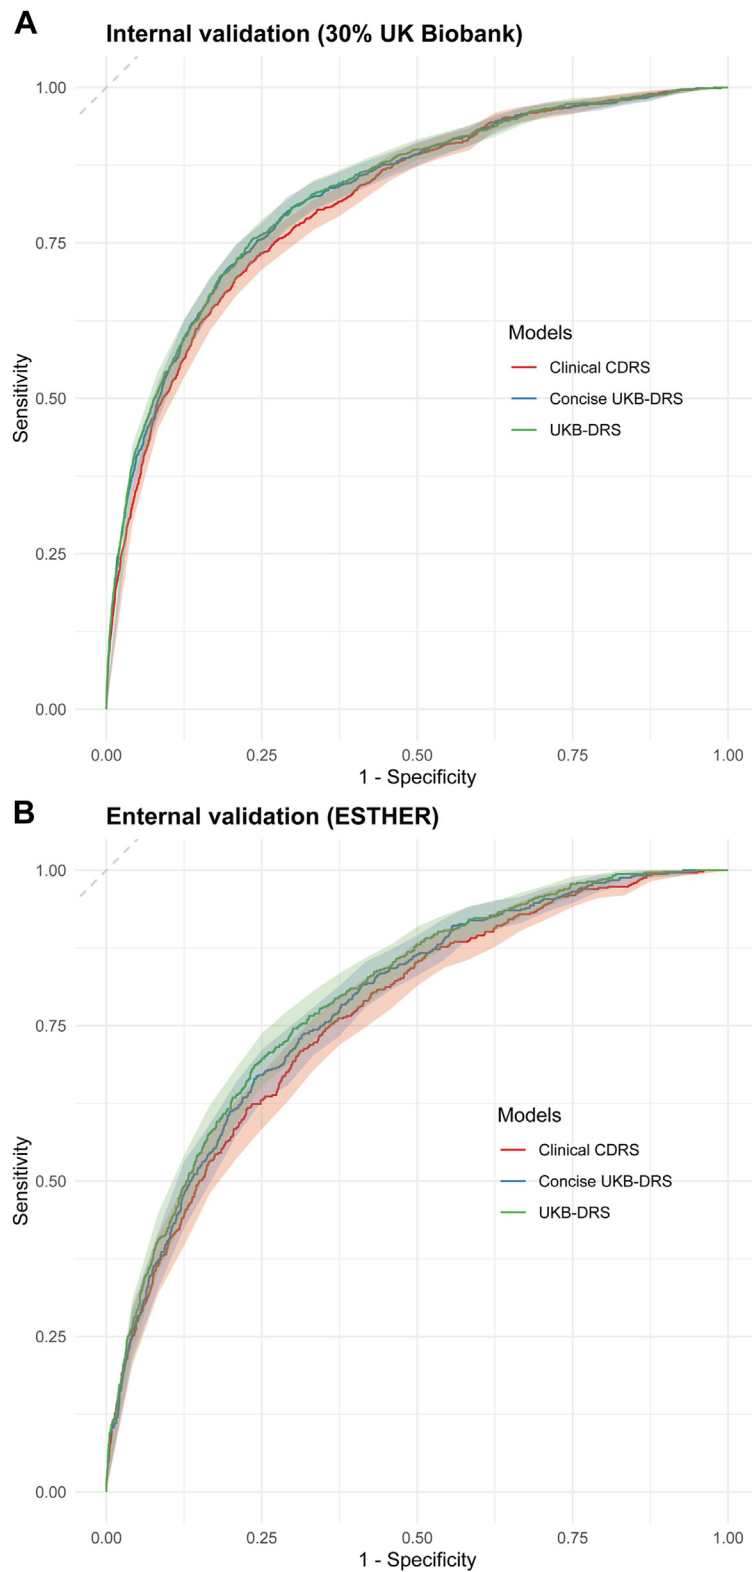 A
Internal validation (30% UK Biobank)
1.00
0.75
0.50
0.25
0.00
Sensitivity
Models
Clinical CDRS
Concise UKB-DRS
UKB-DRS
0.00 0.25 0.50 0.75 1.00
1 - Specificity
B
Enternal validation (ESTHER)
1.00
0.75
0.50
0.25
0.00
Sensitivity
Models
Clinical CDRS
Concise UKB-DRS
UKB-DRS
0.00 0.25 0.50 0.75 1.00
1 - Specificity